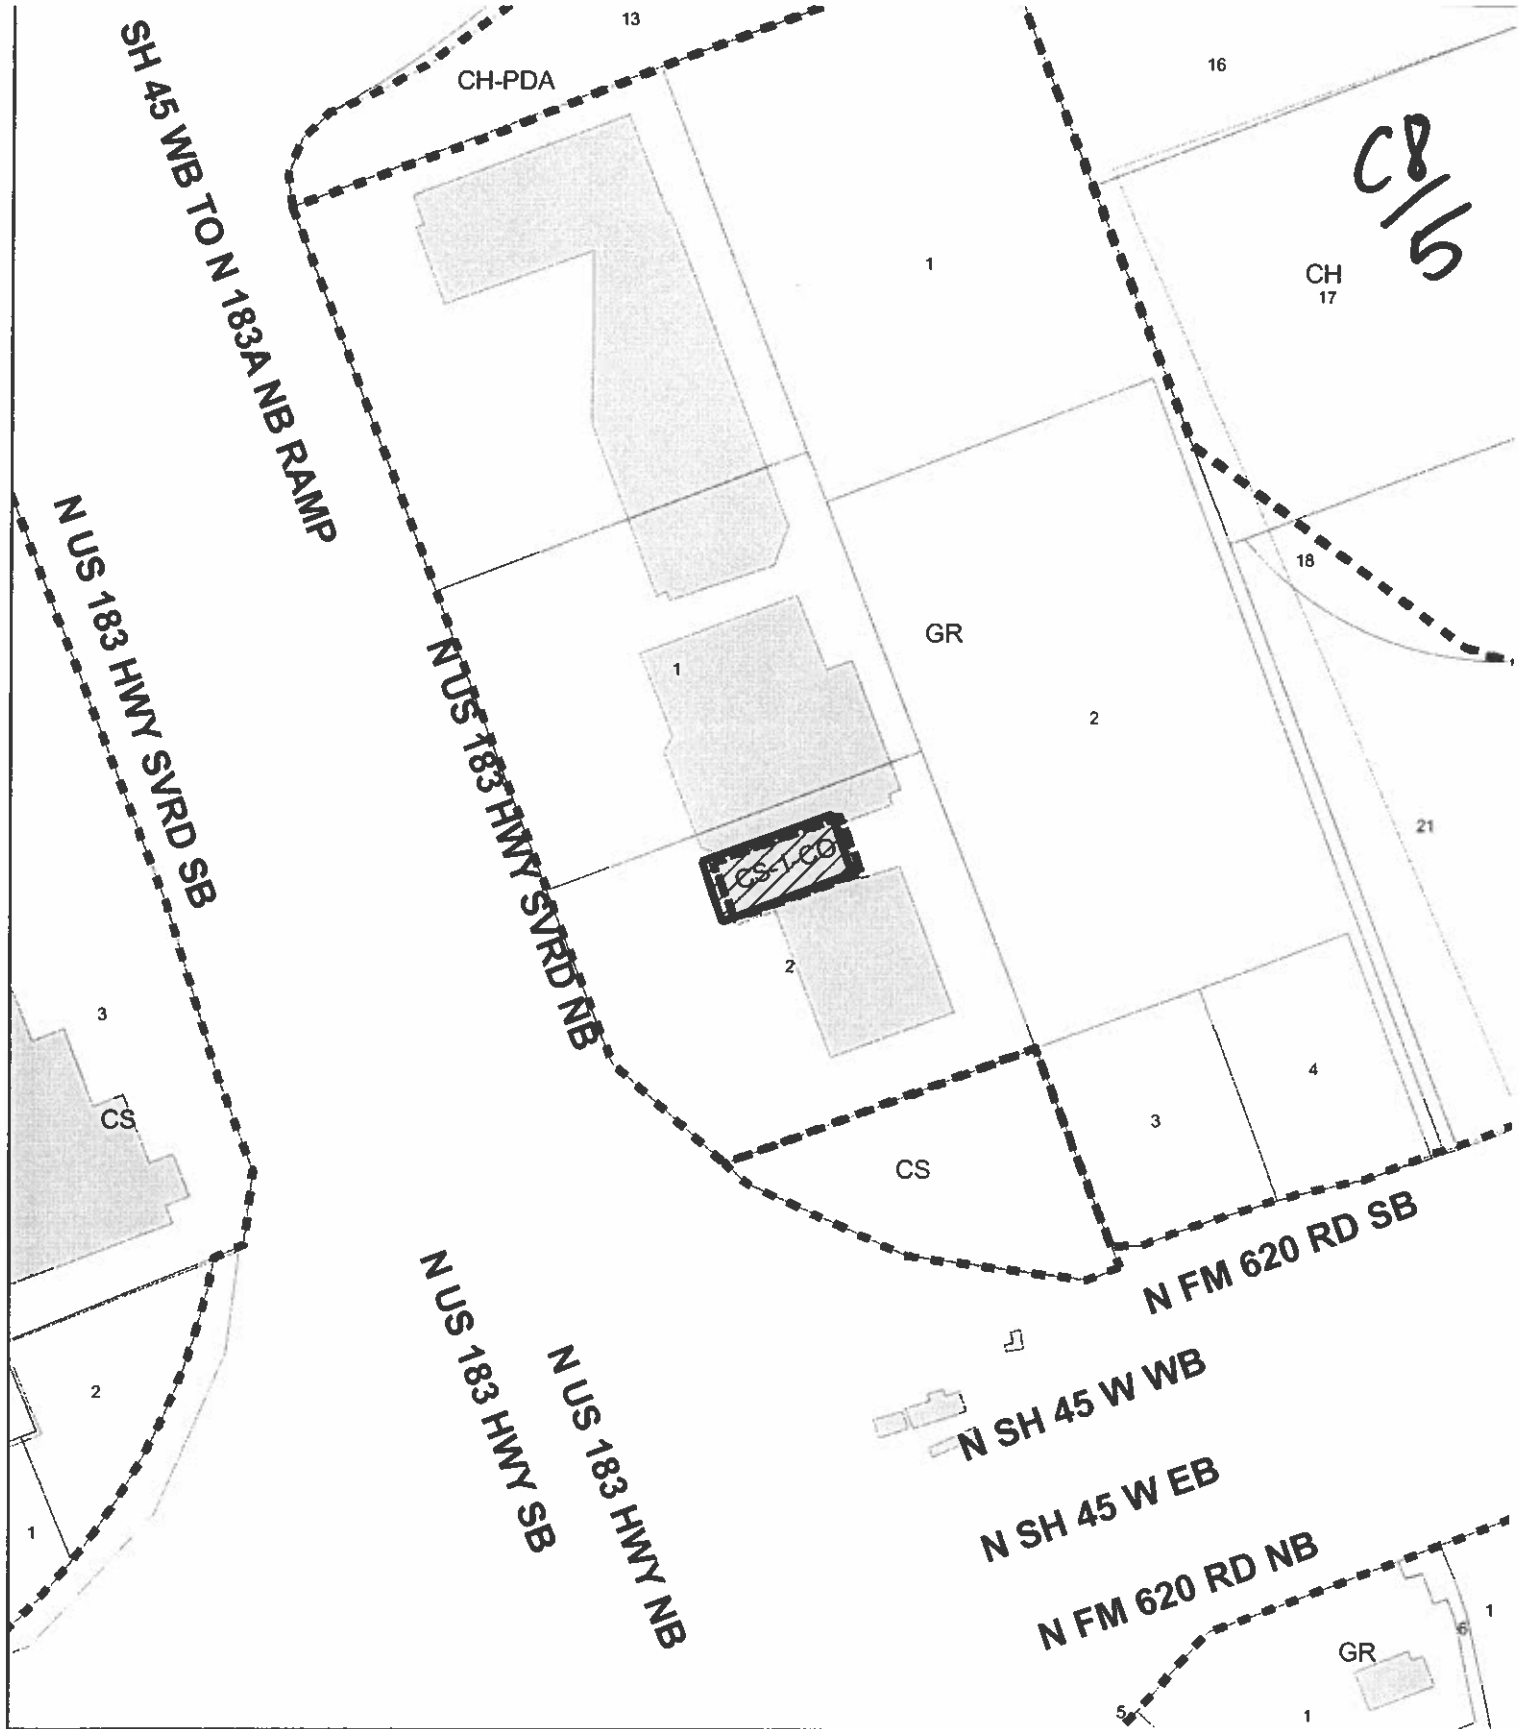 13
CH-PDA
16
C8/5
SH 45 WB TO N 183A NB RAMP
1
CH
17
N US 183 HWY SVRD SB
18
GR
N US 183 HWY SVRD NB
1
2
21
CS-1-CO
2
3
CS
4
3
CS
N FM 620 RD SB
N US 183 HWY SB
N US 183 HWY NB
N SH 45 W WB
2
N SH 45 W EB
1
N FM 620 RD NB
1
6
GR
5
1